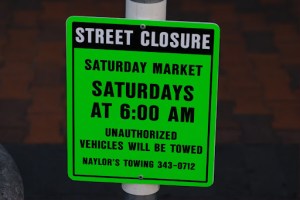 STREET CLOSURE
SATURDAY MARKET
SATURDAYS
AT 6:00 AM
UNAUTHORIZED
VEHICLES WILL BE TOWED
NAYLOR'S TOWING 343-0712